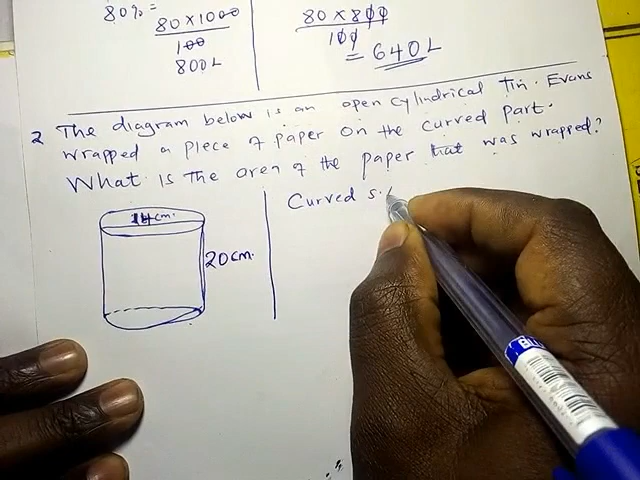 80%=
80 X 1000
100
800L
80 X 800
100
= 640L
2 The diagram below is an open cylindrical Tin. Evans
wrapped a piece of paper on the curved part.
What is the area of the paper that was wrapped?
14cm.
20cm.
Curved s.